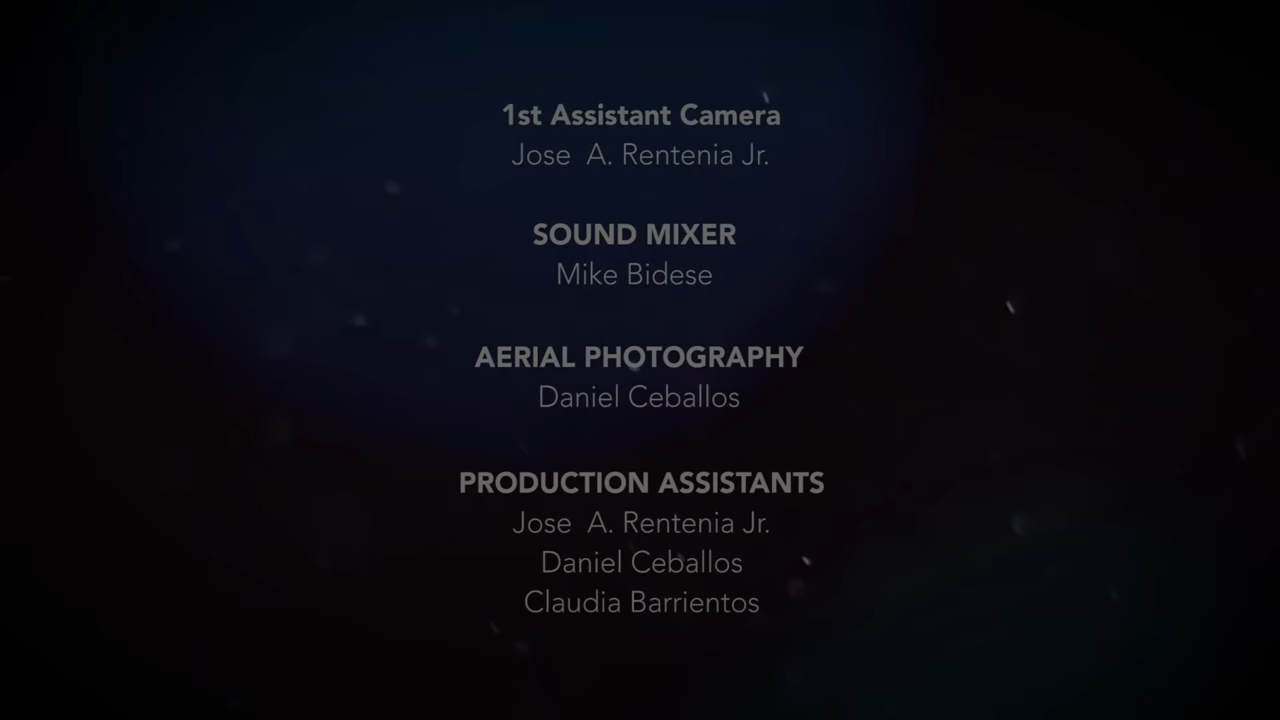 1st Assistant Camera
Jose  A. Rentenia Jr.
SOUND MIXER
Mike Bidese
AERIAL PHOTOGRAPHY
Daniel Ceballos
PRODUCTION ASSISTANTS
Jose  A. Rentenia Jr.
Daniel Ceballos
Claudia Barrientos